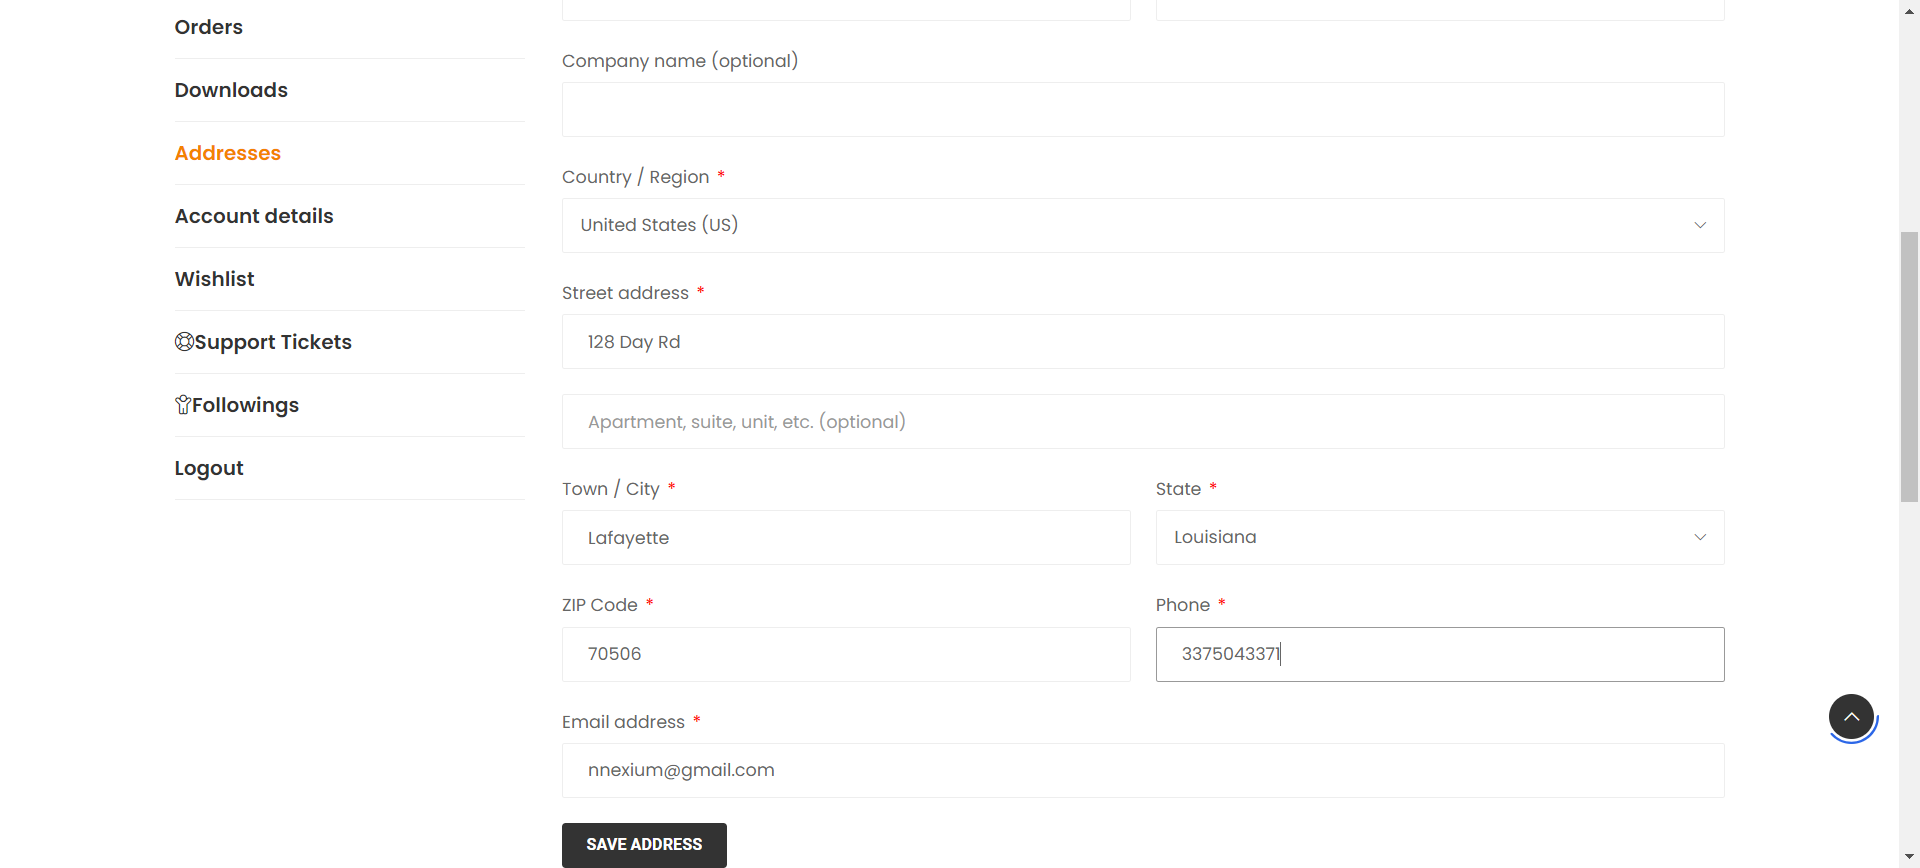 Orders
Downloads
Addresses
Account details
Wishlist
Support Tickets
Followings
Logout
Company name (optional)
Country / Region *
United States (US)
Street address *
128 Day Rd
Apartment, suite, unit, etc. (optional)
Town / City *
State *
Lafayette
Louisiana
ZIP Code *
Phone *
70506
3375043371
Email address *
nnexium@gmail.com
SAVE ADDRESS